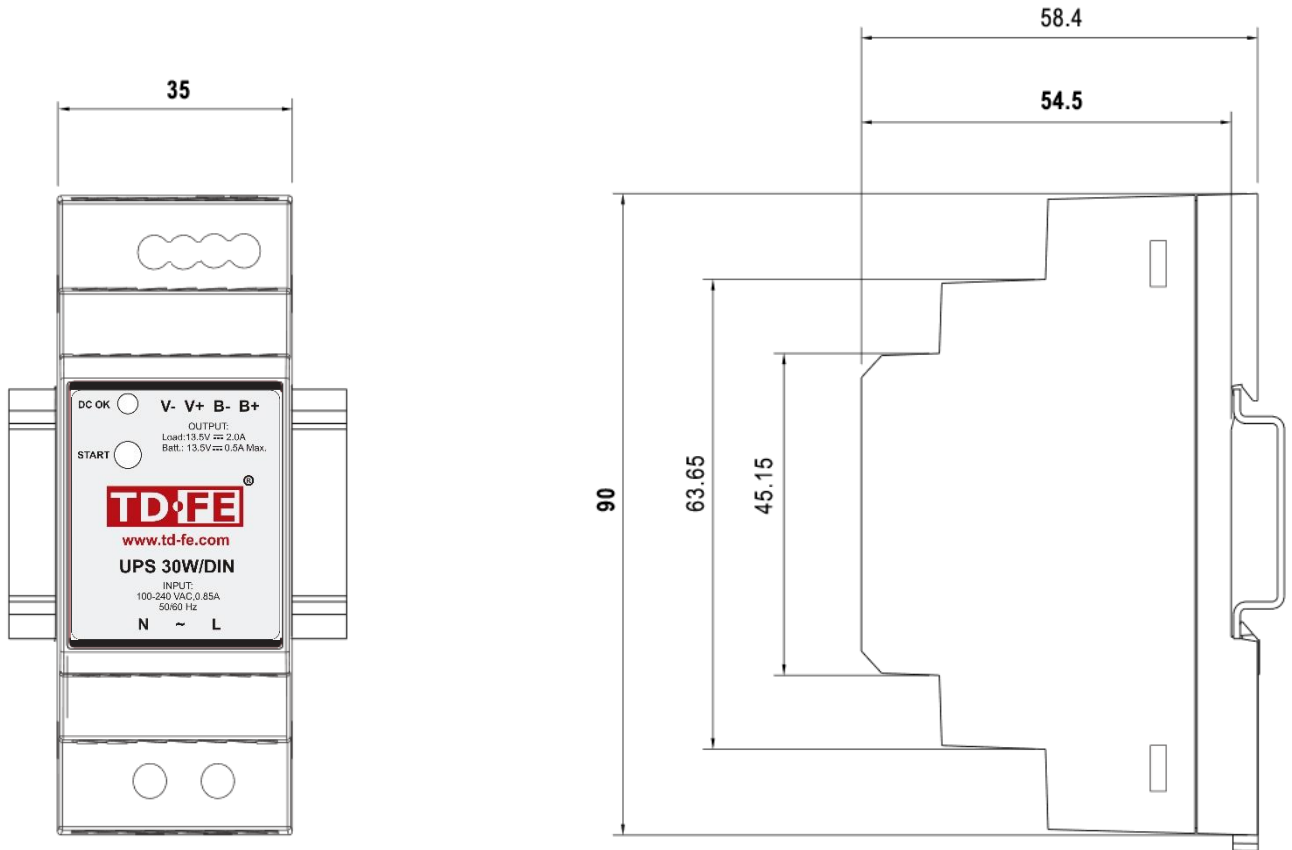 58.4
35
54.5
DC OK V- V+ B- B+
OUTPUT:
Load:13.5V ⎓ 2.0A
Batt.: 13.5V ⎓ 0.5A Max.
START
TD·FE®
www.td-fe.com
UPS 30W/DIN
INPUT:
100-240 VAC,0.85A
50/60 Hz
N ~ L
90
63.65
45.15